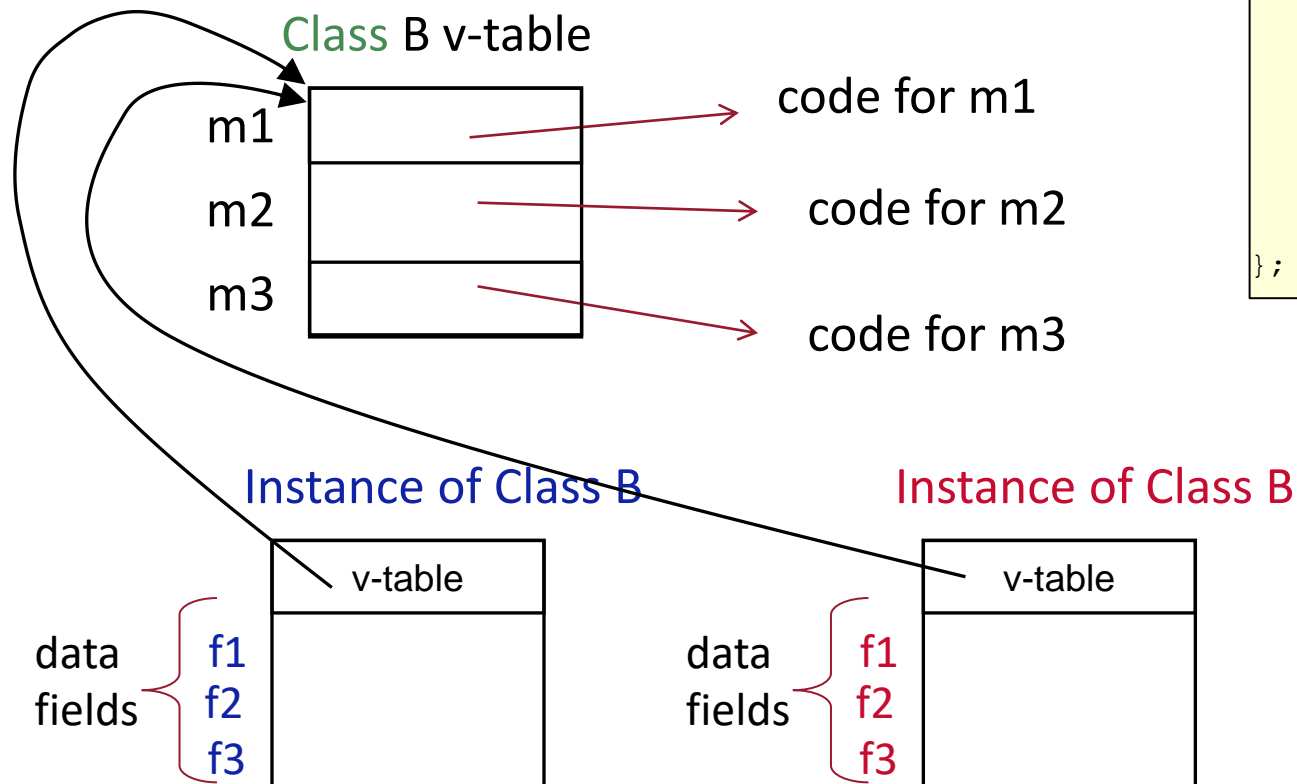 Class B v-table
m1
code for m1
m2
code for m2
m3
code for m3
};
Instance of Class B
Instance of Class B
v-table
v-table
data
fields
f1
f2
f3
data
fields
f1
f2
f3